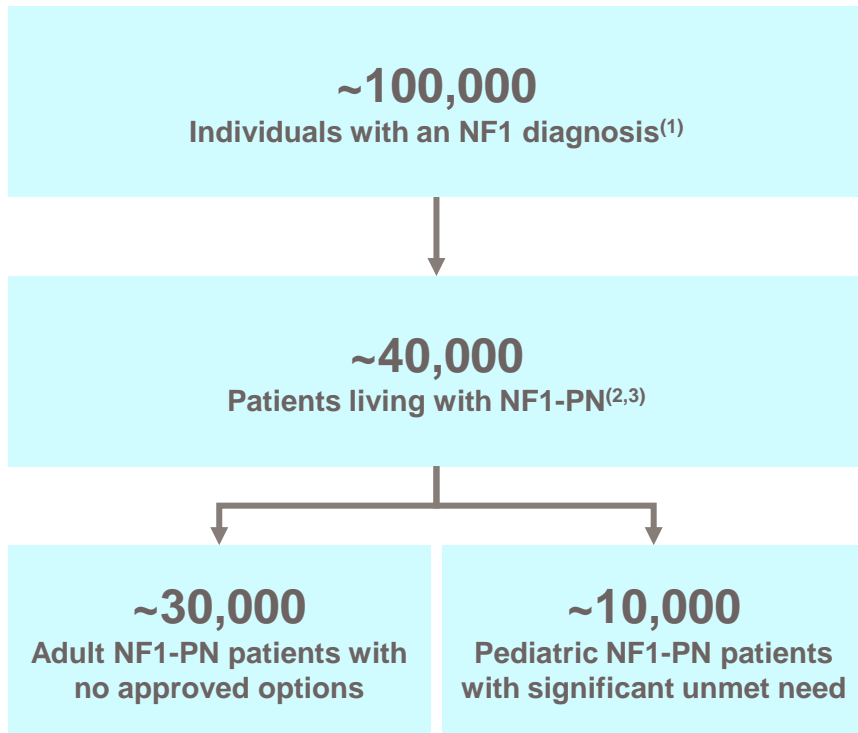 ~100,000
Individuals with an NF1 diagnosis(1)
~40,000
Patients living with NF1-PN(2,3)
~30,000
Adult NF1-PN patients with
no approved options
~10,000
Pediatric NF1-PN patients
with significant unmet need